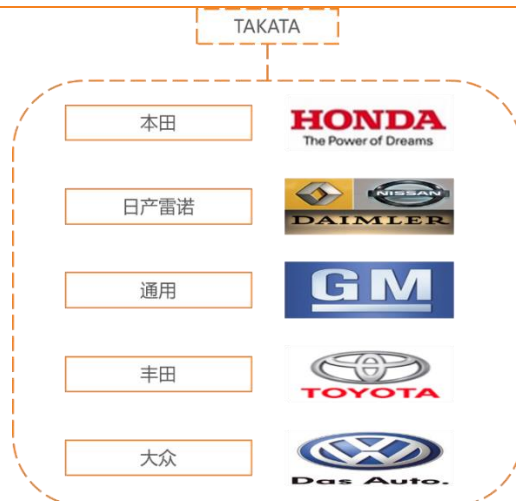 TAKATA
本田
HONDA
The Power of Dreams
日产雷诺
NISSAN
DAIMLER
通用
GM
丰田
TOYOTA
大众
Das Auto.